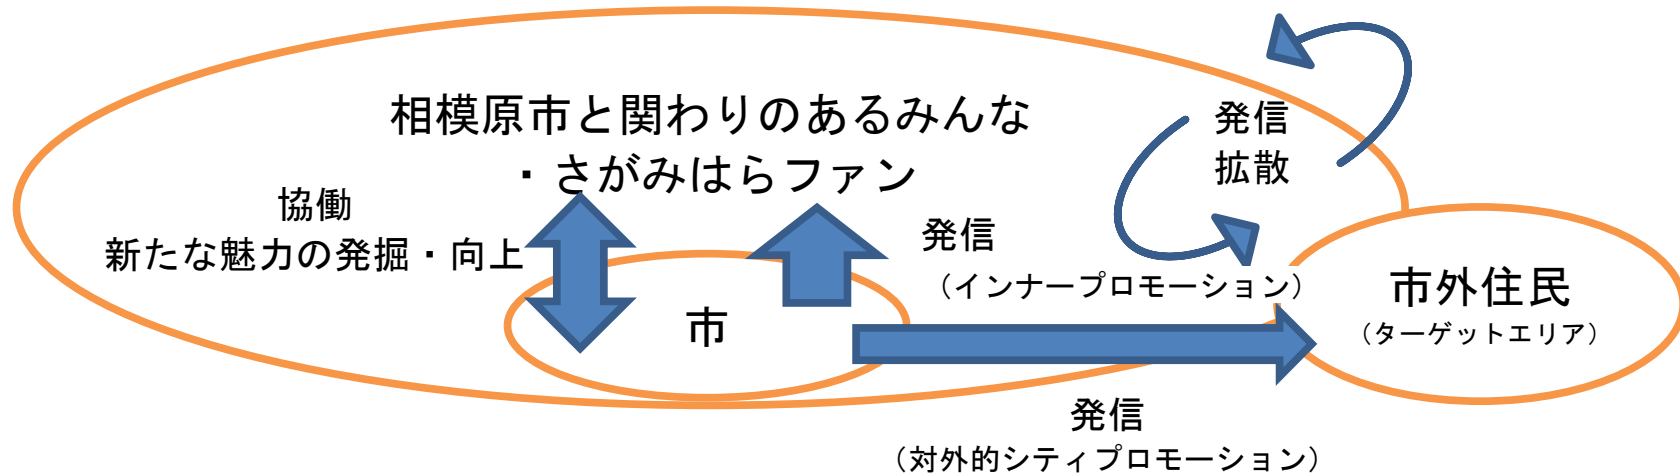 相模原市と関わりのあるみんな
・さがみはらファン
発信
拡散
協働
新たな魅力の発掘・向上
発信
（インナープロモーション）
市
市外住民
（ターゲットエリア）
発信
（対外的シティプロモーション）